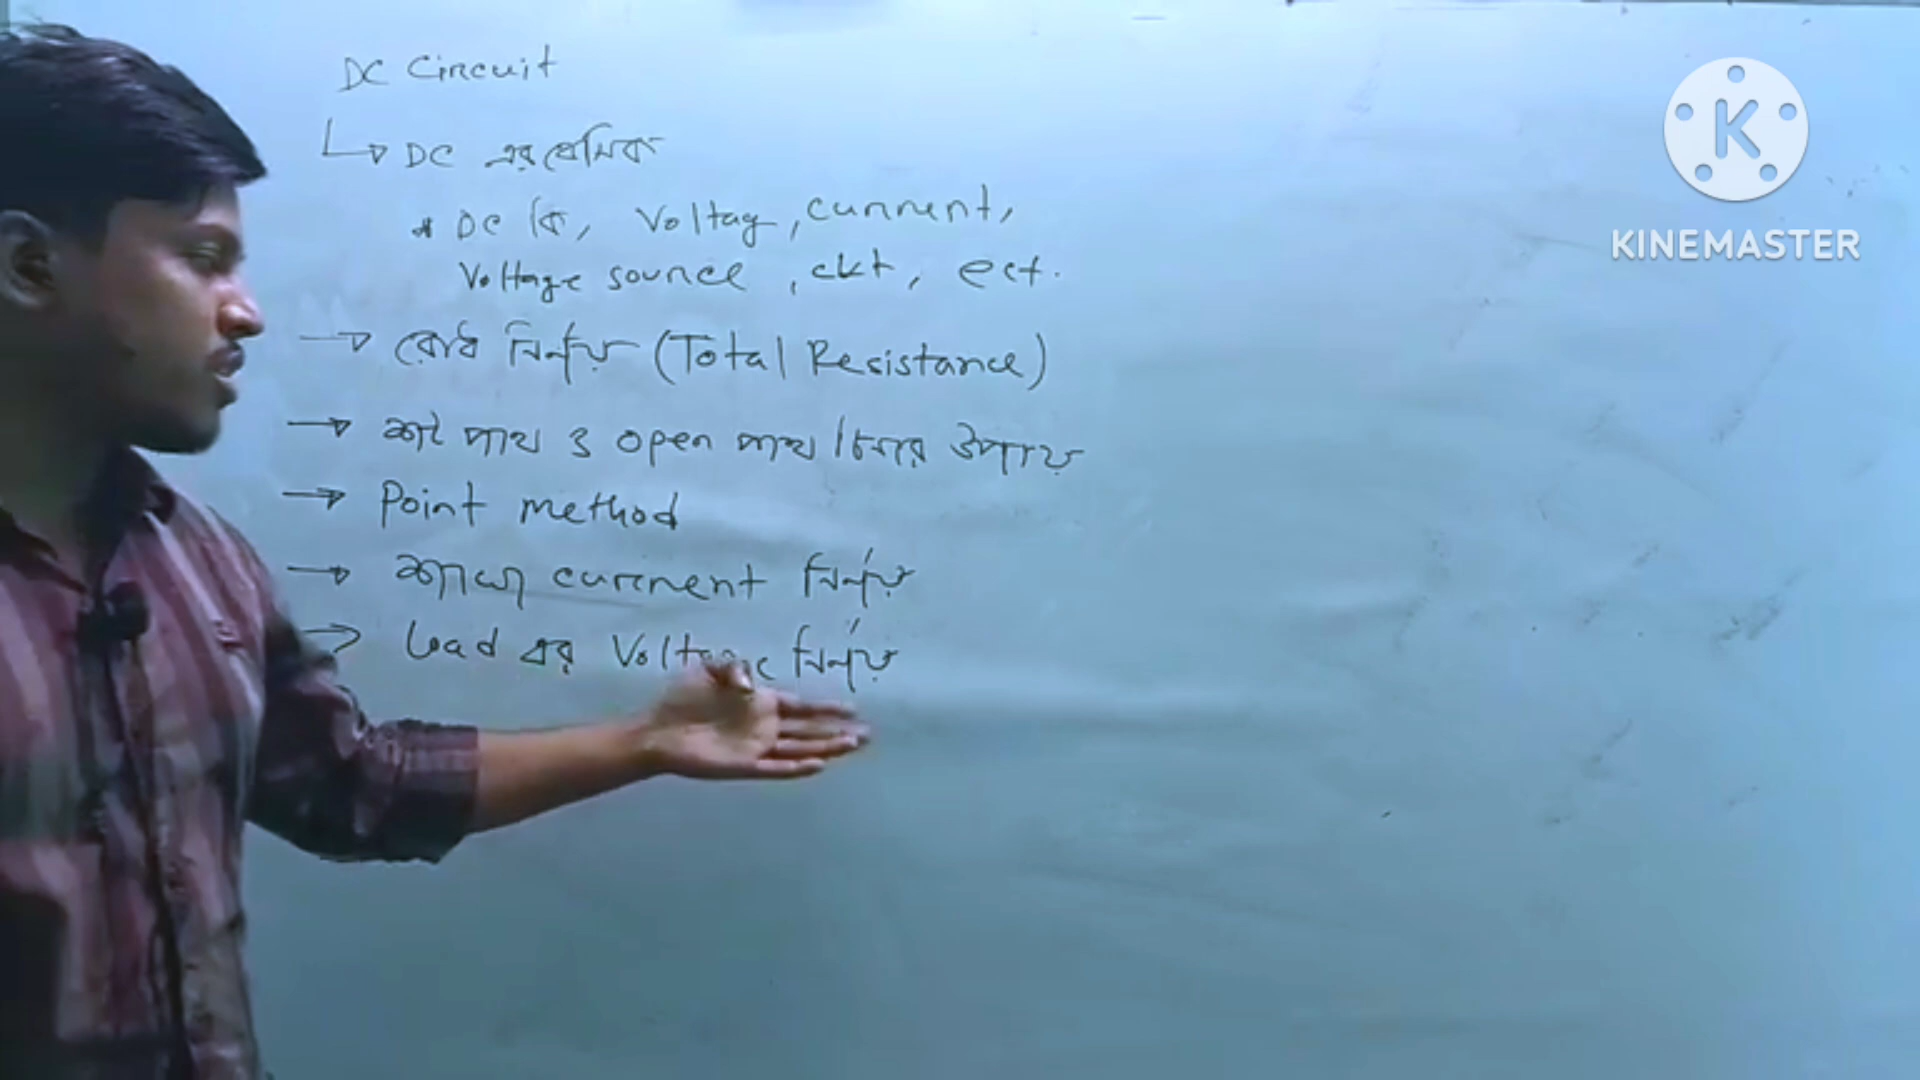 DC Circuit
DC এর বেসিক
* DC কি, Voltag, current,
Voltage source, ckt, ect.
→ রোধ নির্ণয় (Total Resistance)
→ শর্ট পাথ ও open পাথ চিনার উপায়
→ Point method
→ শাখা current নির্ণয়
→ Load এর Voltage নির্ণয়
K
KINEMASTER